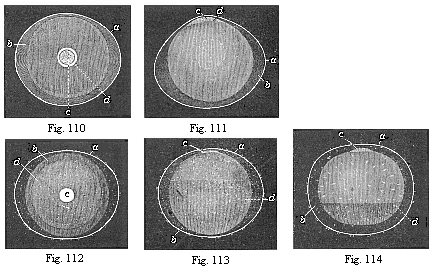 a
b
d
c
Fig. 110
c d
a
b
Fig. 111
b a
d
c
Fig. 112
c a
d
b
Fig. 113
c a
b d
Fig. 114